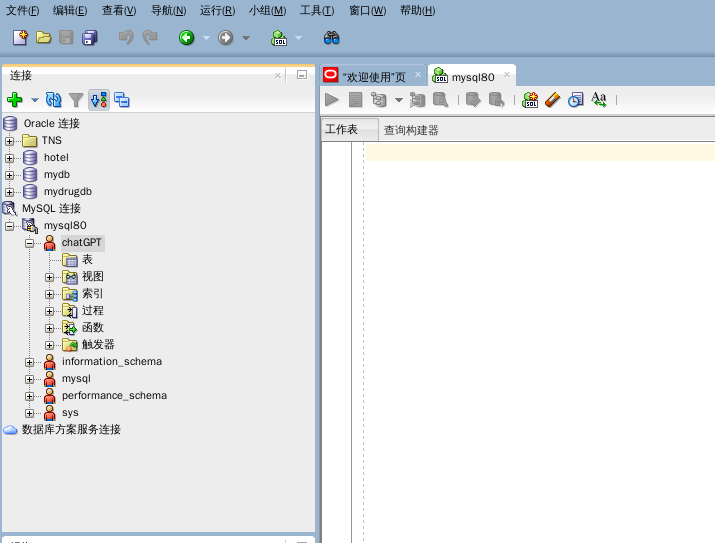 文件(F) 编辑(E) 查看(V) 导航(N) 运行(R) 小组(M) 工具(T) 窗口(W) 帮助(H)
连接
Oracle 连接
TNS
hotel
mydb
mydrugdb
MySQL 连接
mysql80
chatGPT
表
视图
索引
过程
函数
触发器
information_schema
mysql
performance_schema
sys
数据库方案服务连接
"欢迎使用"页 mysql80
SQL Aa
工作表 查询构建器